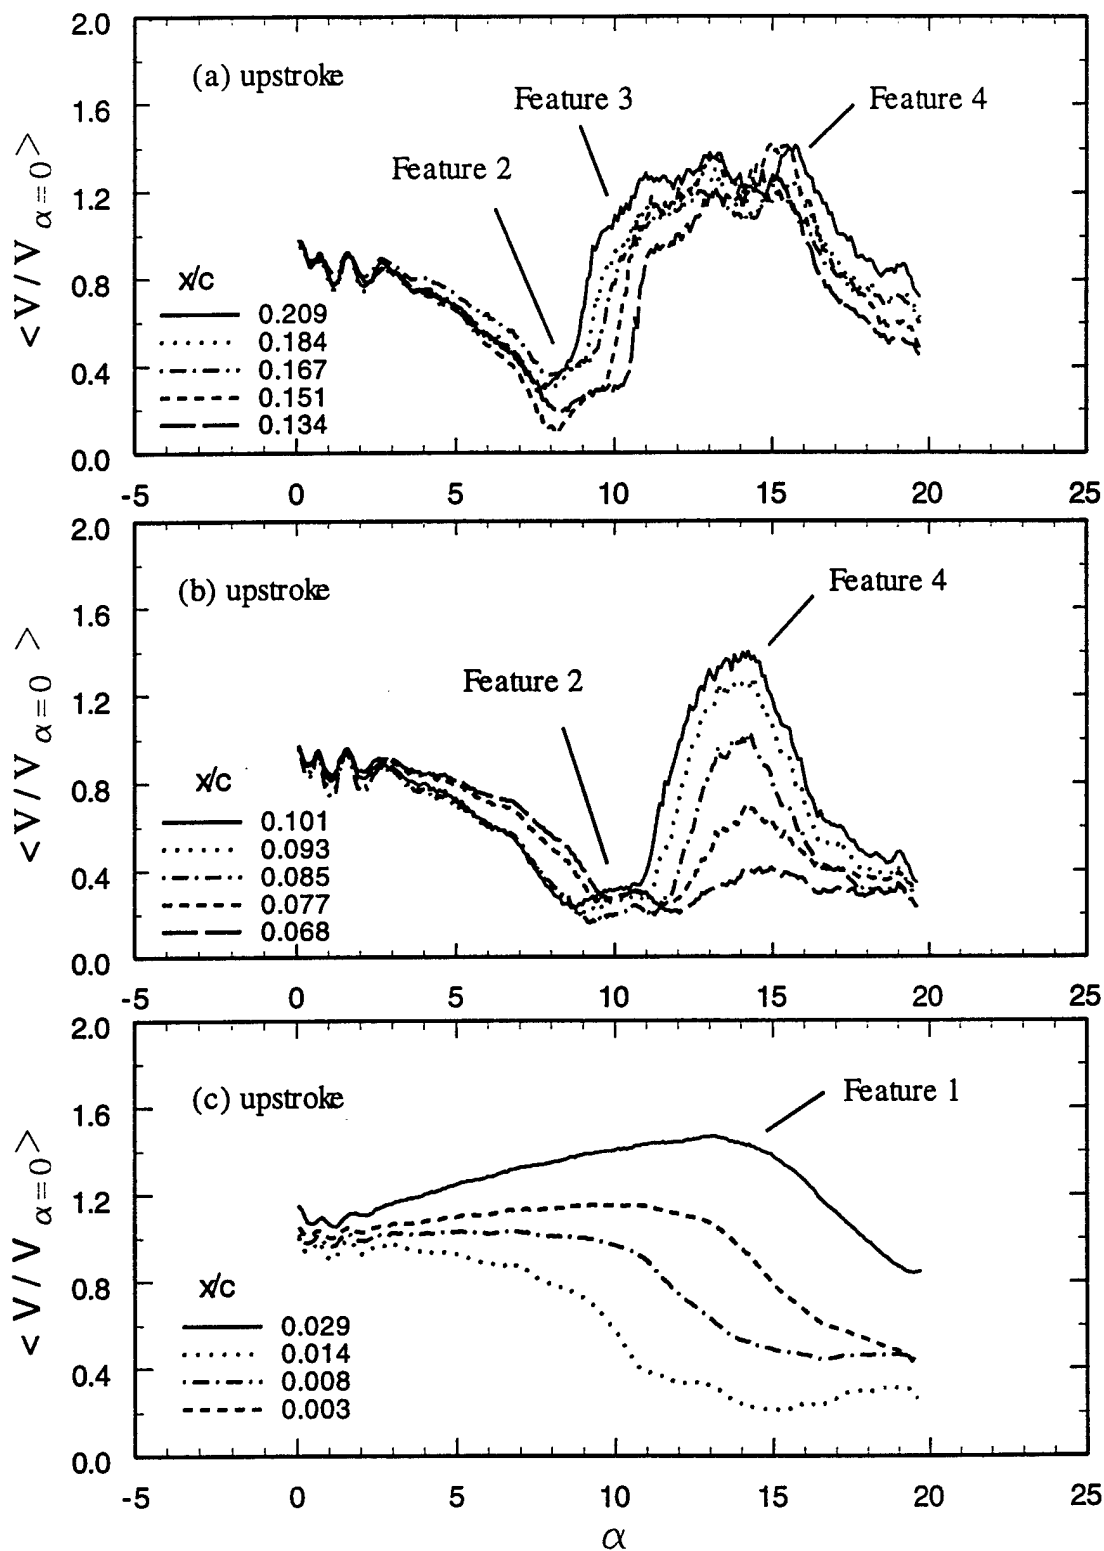 2.0
(a) upstroke
Feature 3
Feature 4
1.6
Feature 2
1.2
< V / V α=0 >
0.8
x/c
0.209
0.184
0.4
0.167
0.151
0.134
0.0
-5 0 5 10 15 20 25
2.0
(b) upstroke
Feature 4
1.6
Feature 2
1.2
< V / V α=0 >
0.8
x/c
0.101
0.093
0.4
0.085
0.077
0.068
0.0
-5 0 5 10 15 20 25
2.0
(c) upstroke
Feature 1
1.6
1.2
< V / V α=0 >
0.8
x/c
0.029
0.014
0.4
0.008
0.003
0.0
-5 0 5 10 15 20 25
α